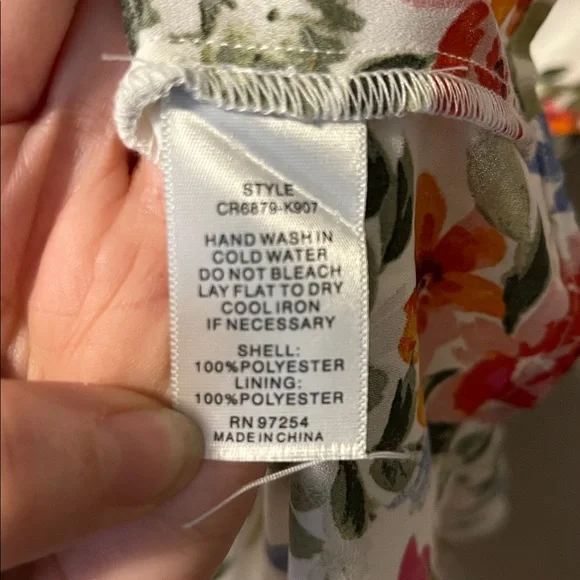 STYLE
CR6879-K907
HAND WASH IN
COLD WATER
DO NOT BLEACH
LAY FLAT TO DRY
COOL IRON
IF NECESSARY
SHELL:
100%POLYESTER
LINING:
100%POLYESTER
RN 97254
MADE IN CHINA